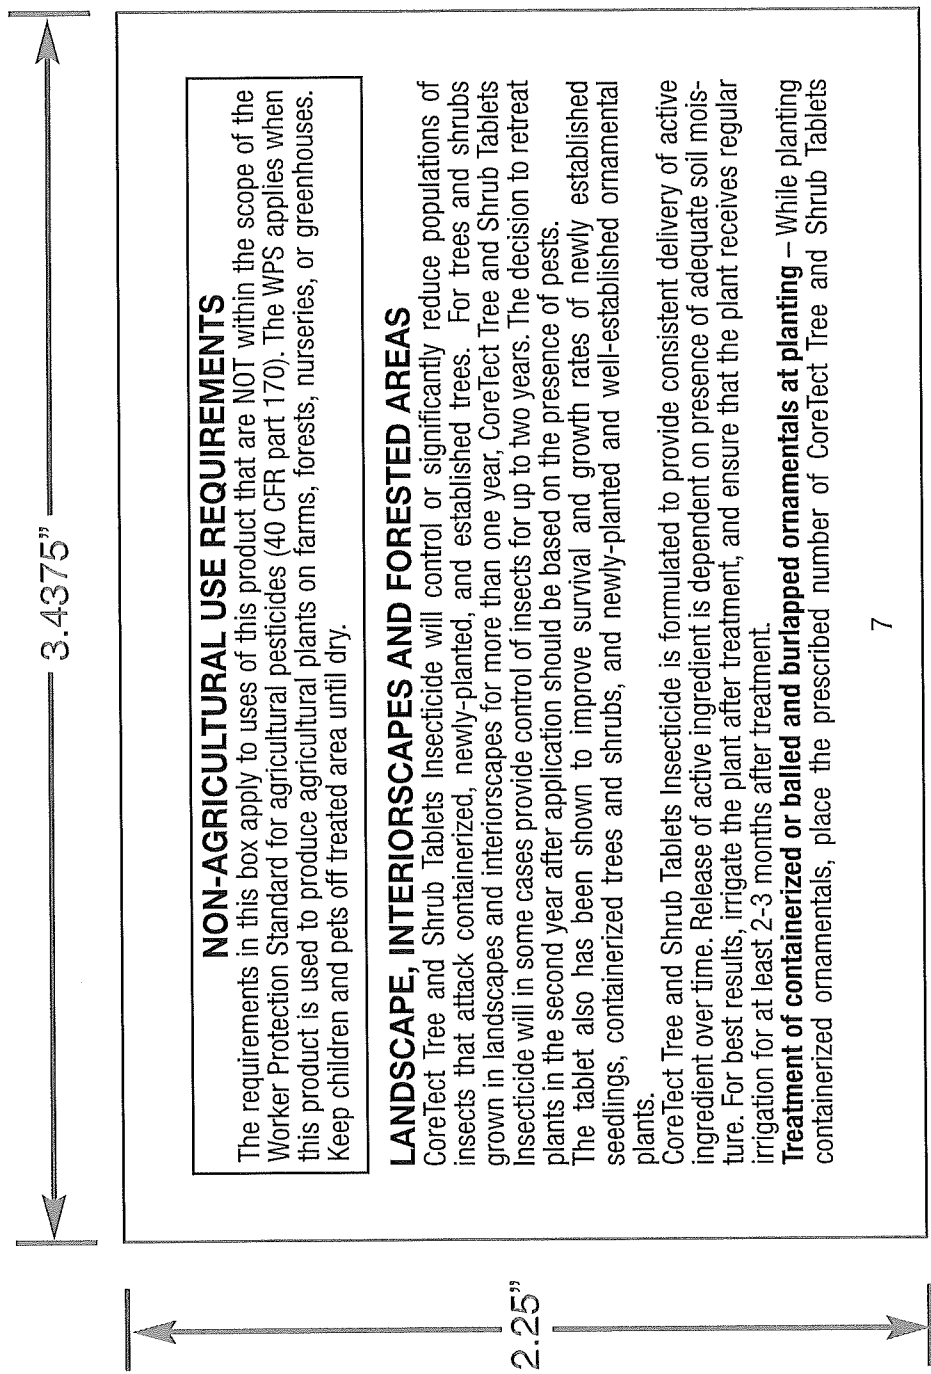 3.4375”
NON-AGRICULTURAL USE REQUIREMENTS
The requirements in this box apply to uses of this product that are NOT within the scope of the
Worker Protection Standard for agricultural pesticides (40 CFR part 170). The WPS applies when
this product is used to produce agricultural plants on farms, forests, nurseries, or greenhouses.
Keep children and pets off treated area until dry.
LANDSCAPE, INTERIORSCAPES AND FORESTED AREAS
CoreTect Tree and Shrub Tablets Insecticide will control or significantly reduce populations of
insects that attack containerized, newly-planted, and established trees. For trees and shrubs
grown in landscapes and interiorscapes for more than one year, CoreTect Tree and Shrub Tablets
Insecticide will in some cases provide control of insects for up to two years. The decision to retreat
plants in the second year after application should be based on the presence of pests.
The tablet also has been shown to improve survival and growth rates of newly established
seedlings, containerized trees and shrubs, and newly-planted and well-established ornamental
plants.
CoreTect Tree and Shrub Tablets Insecticide is formulated to provide consistent delivery of active
ingredient over time. Release of active ingredient is dependent on presence of adequate soil mois-
ture. For best results, irrigate the plant after treatment, and ensure that the plant receives regular
irrigation for at least 2-3 months after treatment.
Treatment of containerized or balled and burlapped ornamentals at planting – While planting
containerized ornamentals, place the prescribed number of CoreTect Tree and Shrub Tablets
7
2.25”